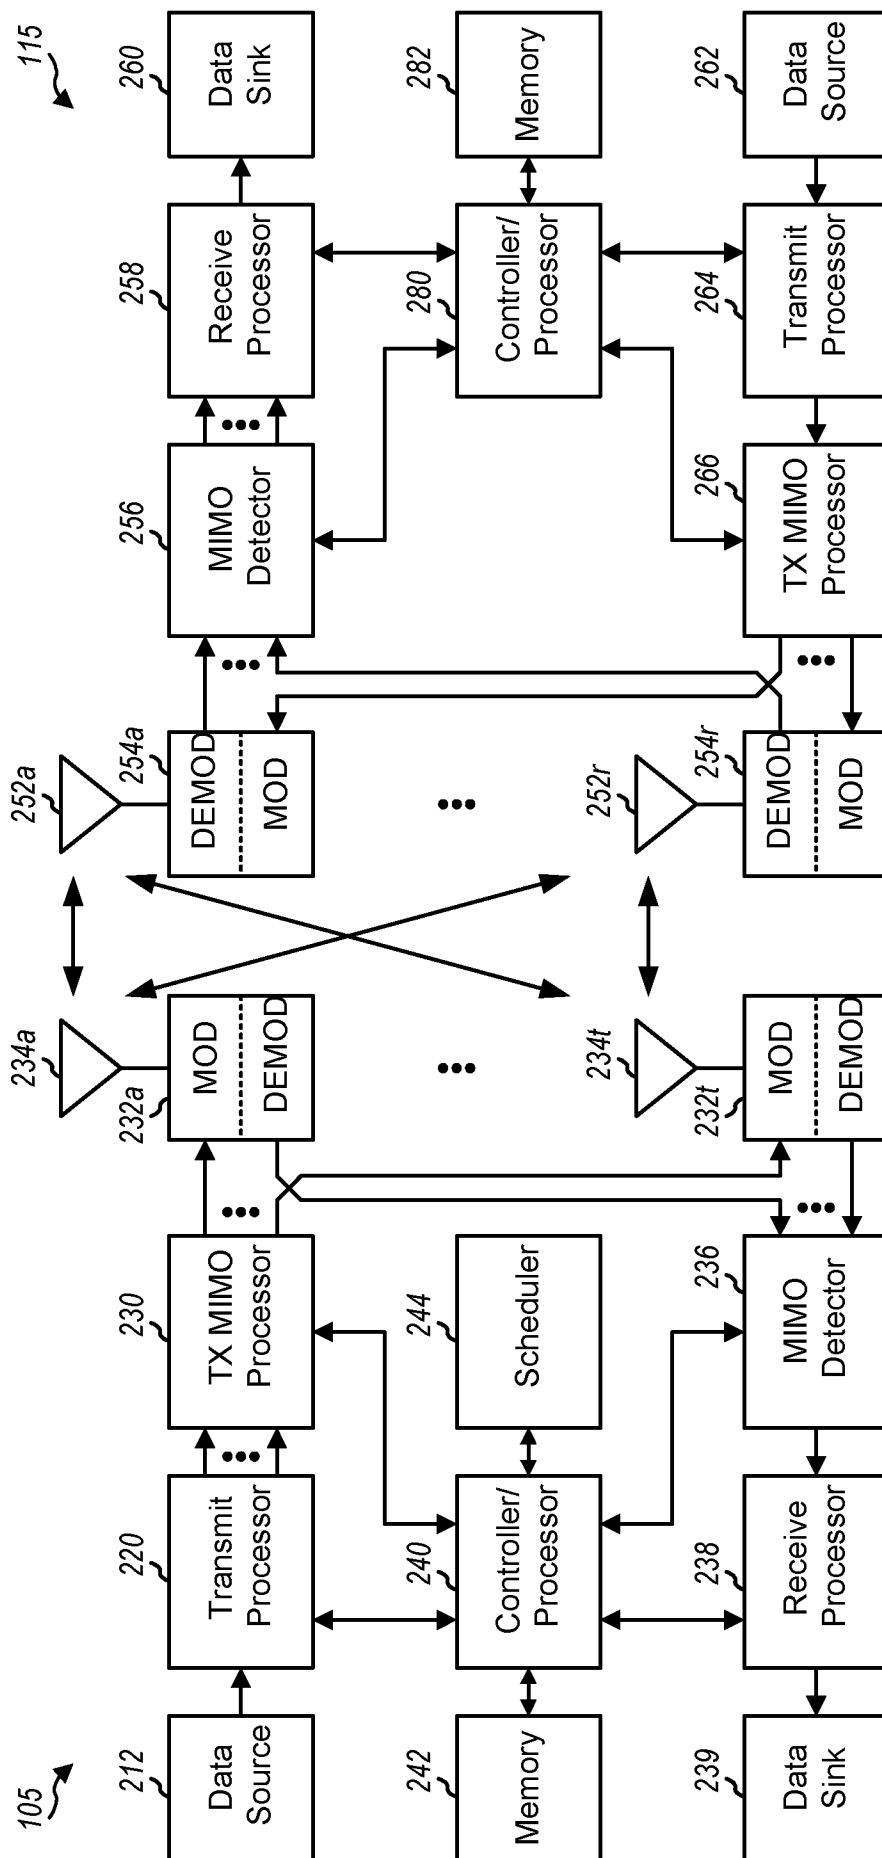 105
115
212
Data
Source
220
Transmit
Processor
•••
230
TX MIMO
Processor
•••
234a
232a
MOD
DEMOD
252a
254a
DEMOD
MOD
•••
256
MIMO
Detector
•••
258
Receive
Processor
260
Data
Sink
242
Memory
240
Controller/
Processor
244
Scheduler
•••
•••
280
Controller/
Processor
282
Memory
239
Data
Sink
238
Receive
Processor
236
MIMO
Detector
•••
234t
232t
MOD
DEMOD
252r
254r
DEMOD
MOD
•••
266
TX MIMO
Processor
264
Transmit
Processor
262
Data
Source